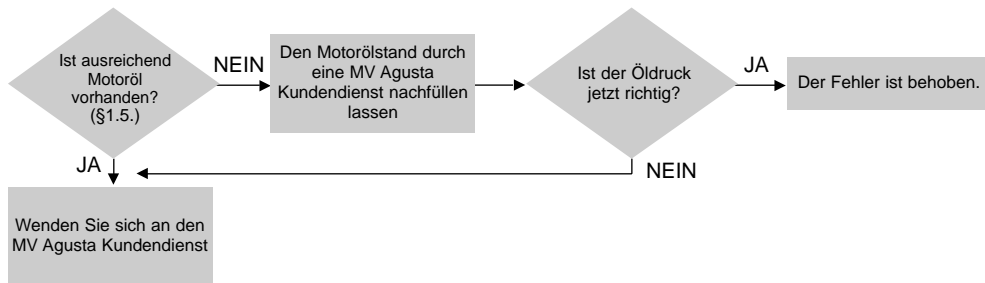 Ist ausreichend
Motoröl
vorhanden?
(§1.5.)
NEIN
Den Motorölstand durch
eine MV Agusta
Kundendienst nachfüllen
lassen
Ist der Öldruck
jetzt richtig?
JA
Der Fehler ist behoben.
JA
NEIN
Wenden Sie sich an den
MV Agusta Kundendienst